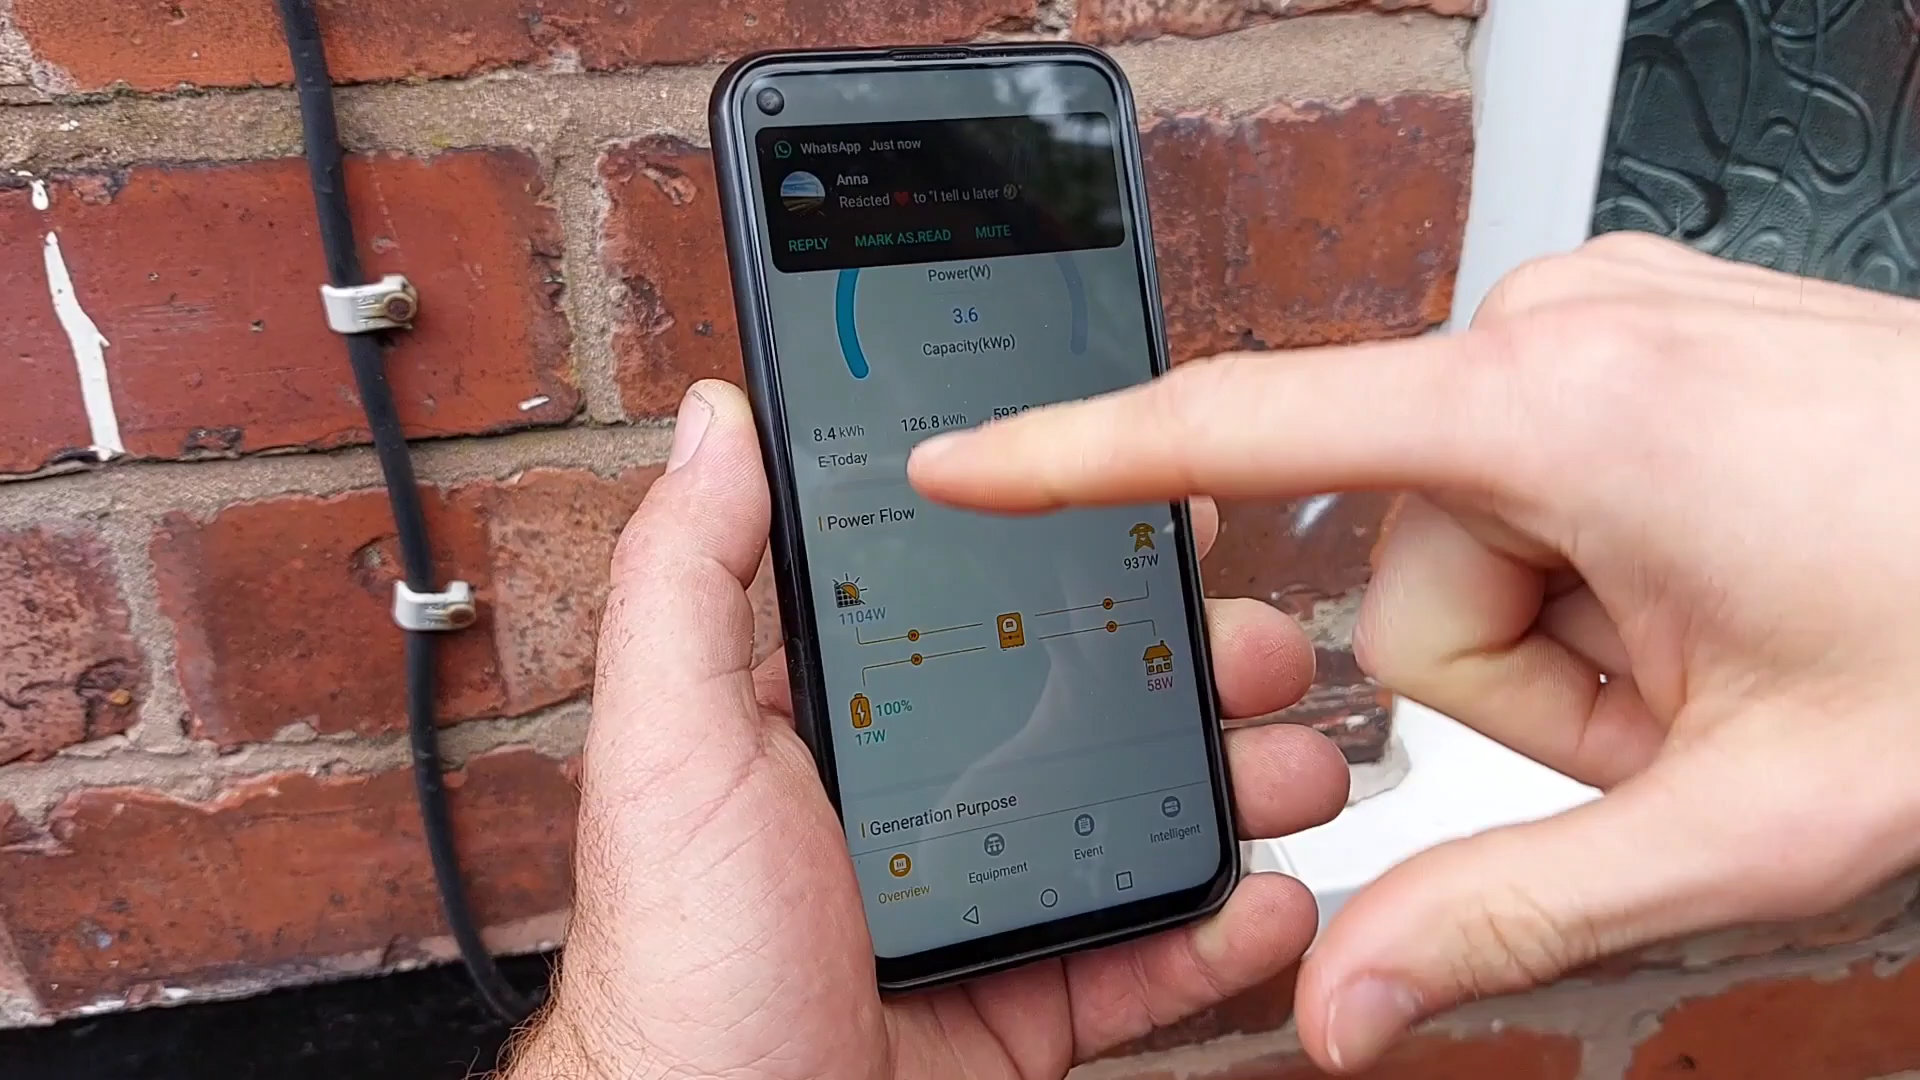 WhatsApp Just now
Anna
Reacted ❤ to "I tell u later
REPLY MARK AS READ MUTE
Power(W)
3.6
Capacity(kWp)
8.4 kWh 126.8 kWh
E-Today
Power Flow
937W
1104W
58W
100%
17W
Generation Purpose
Overview Equipment Event Intelligent